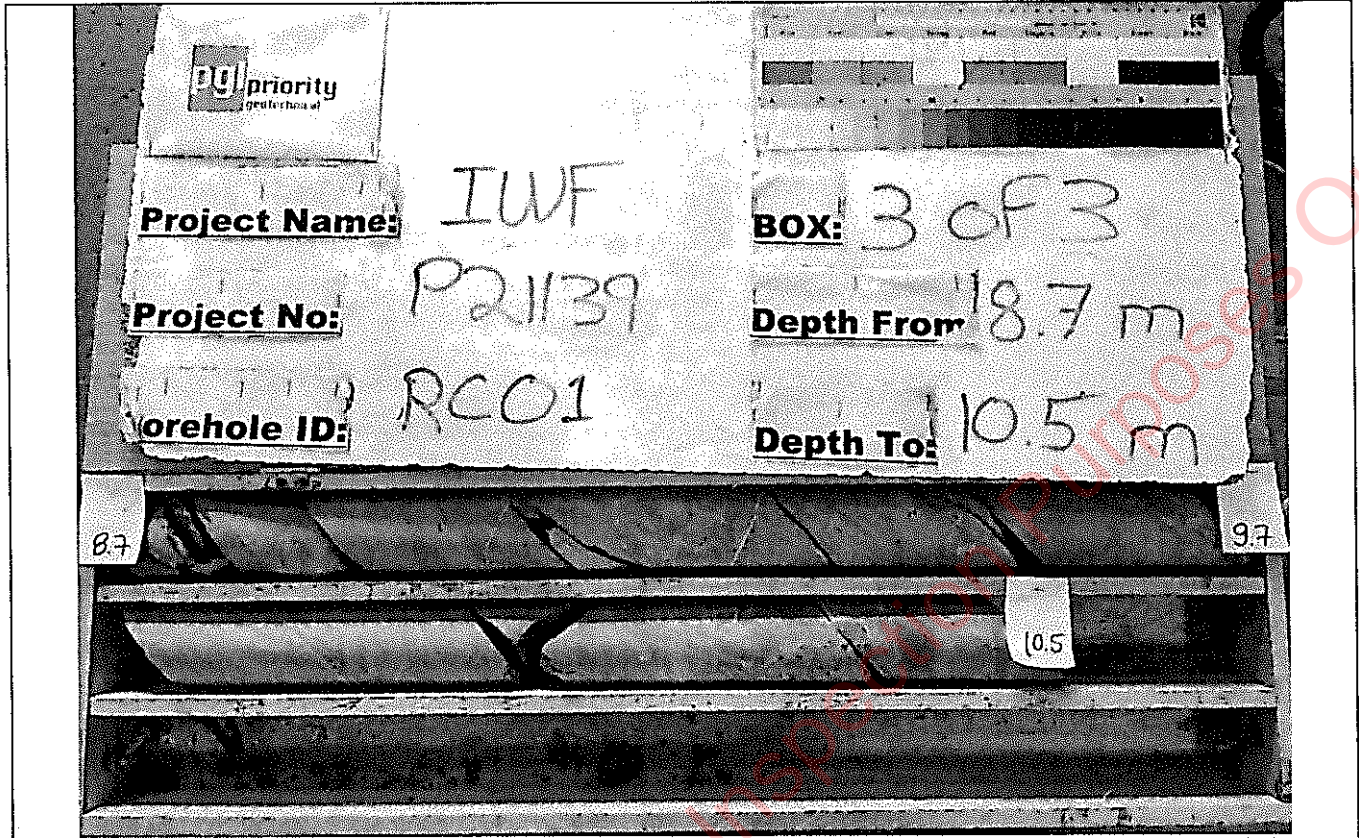 pgl priority
geotechnical
Project Name: IWF
BOX: 3 of 3
Project No: P21139
Depth From 8.7 m
orehole ID: RC01
Depth To: 10.5 m
8.7
9.7
10.5
Inspection Purposes O